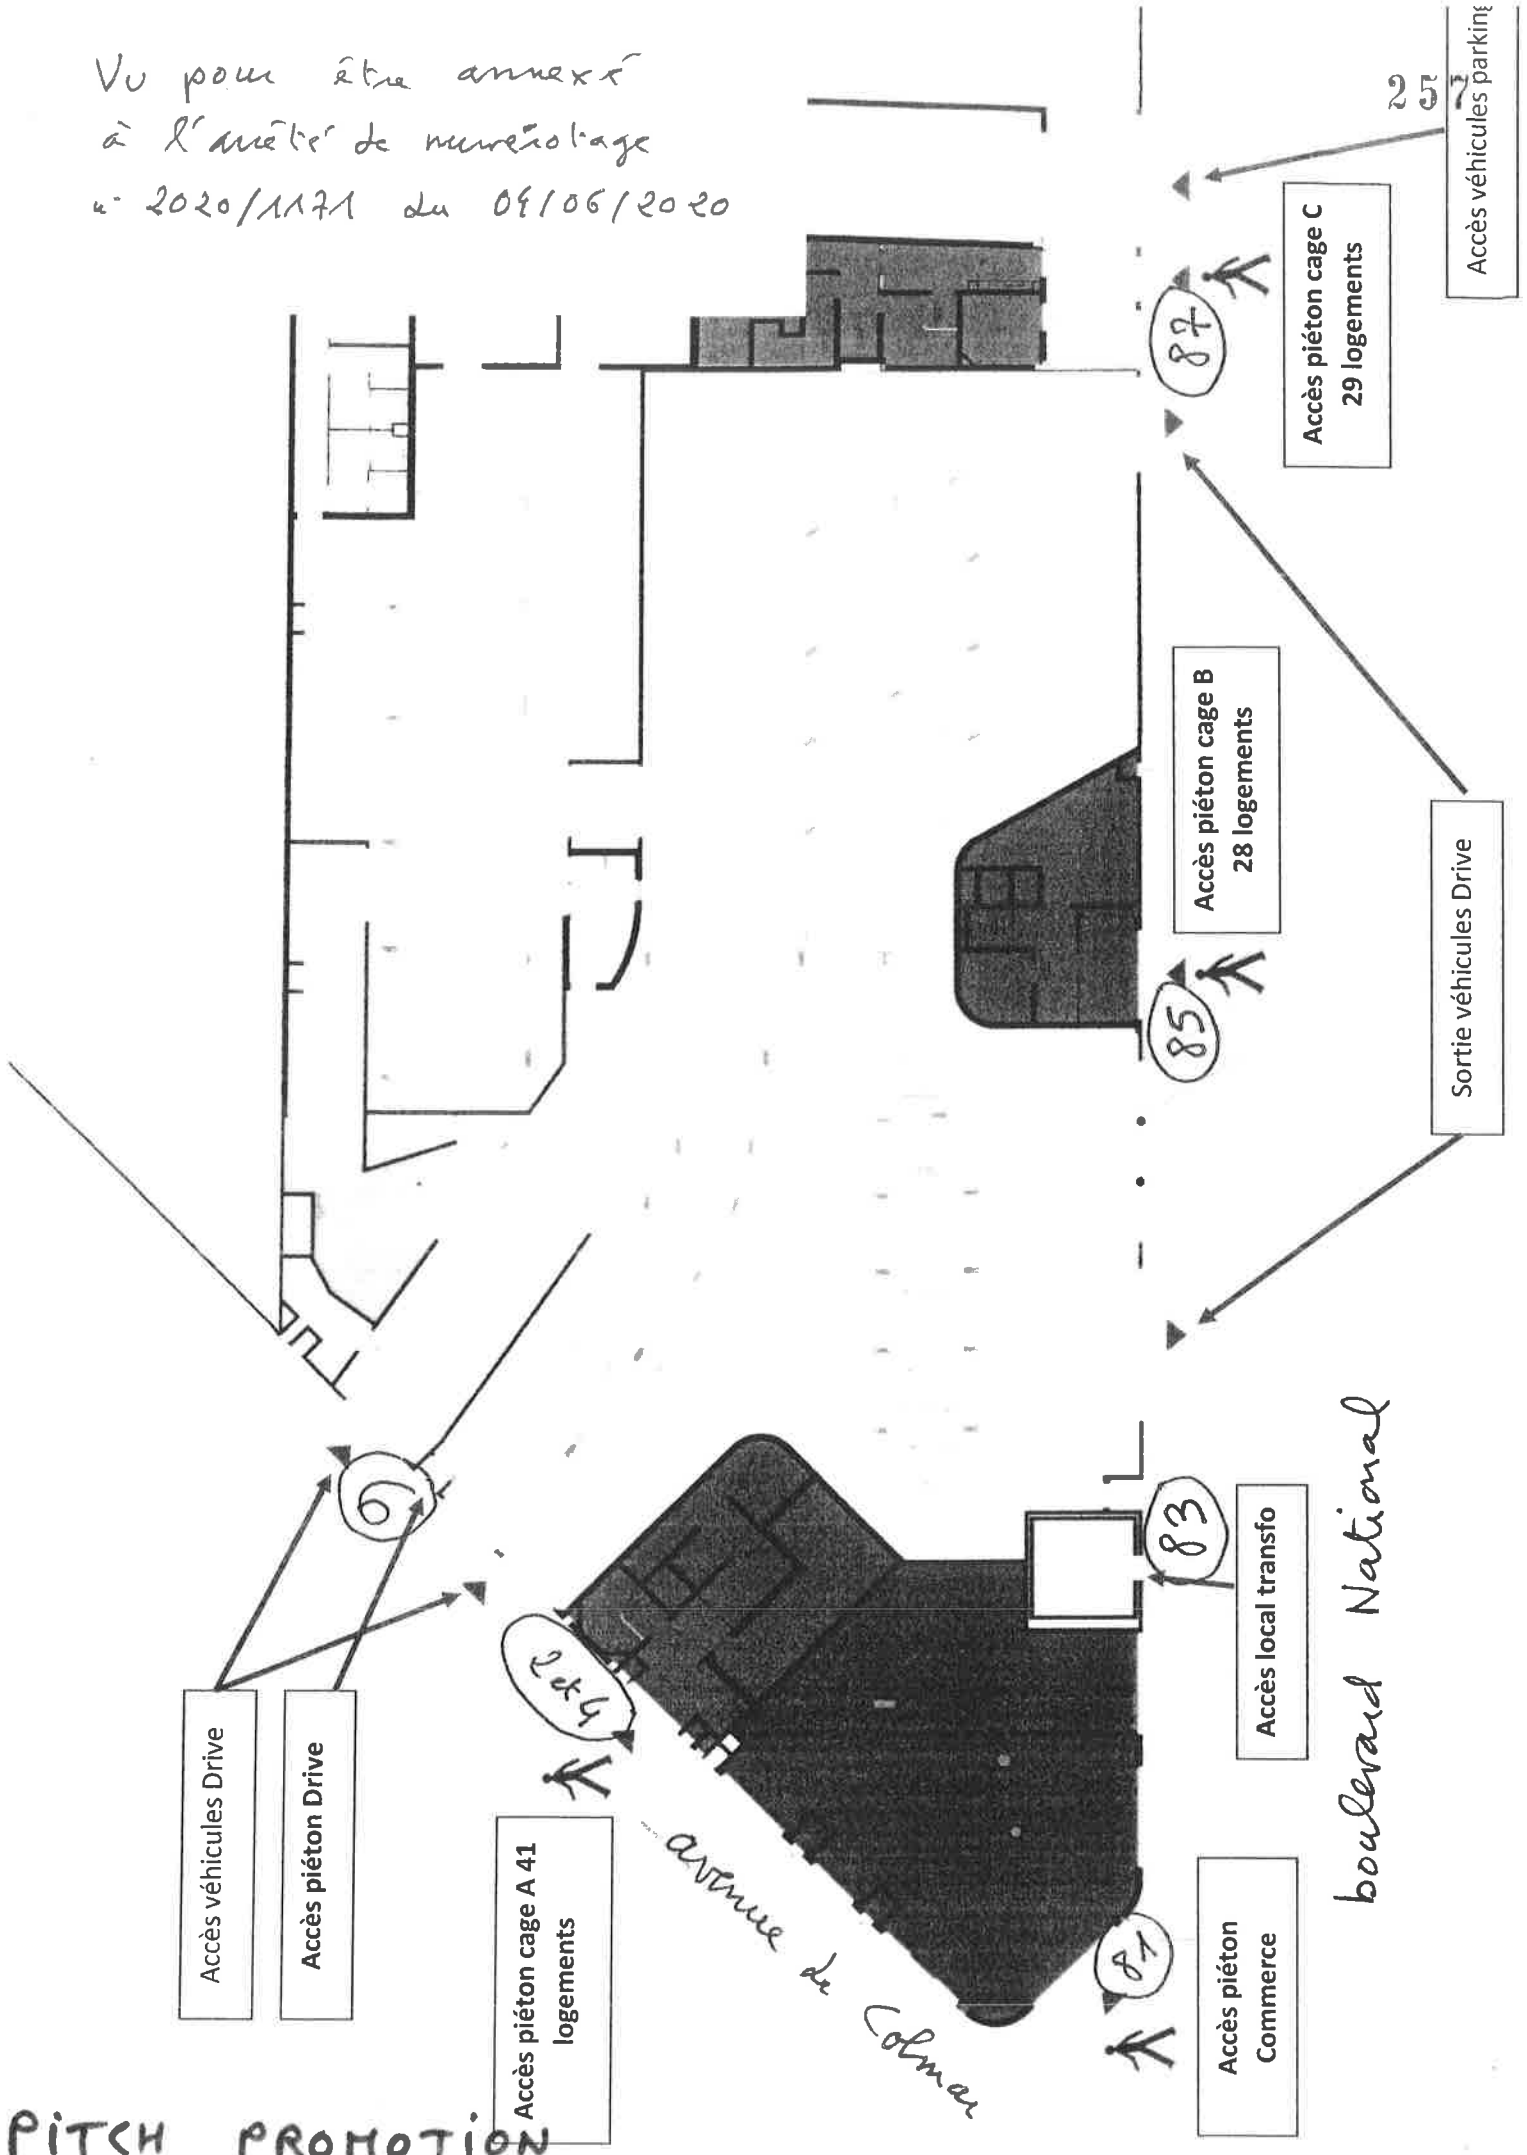 Vu pour être annexé
à l'arrêté de numérotage
n° 2020/1171 du 04/06/2020
257
Accès véhicules parking
Accès piéton cage C
29 logements
87
Accès piéton cage B
28 logements
85
Sortie véhicules Drive
6
2 et 4
83
Accès local transfo
boulevard National
Accès véhicules Drive
Accès piéton Drive
Accès piéton cage A 41
logements
avenue de Colmar
81
Accès piéton
Commerce
PITCH PROMOTION